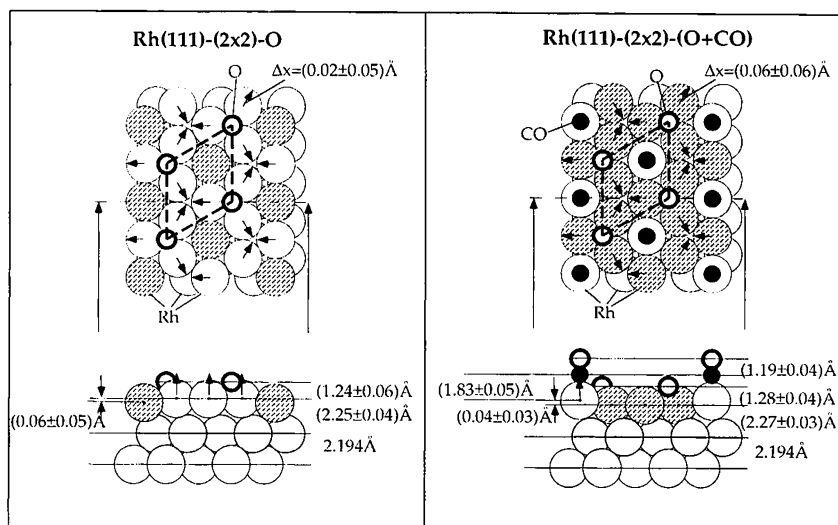 Rh(111)-(2x2)-O
O
Δx=(0.02±0.05)Å
Rh
(0.06±0.05)Å
(1.24±0.06)Å
(2.25±0.04)Å
2.194Å
Rh(111)-(2x2)-(O+CO)
O
Δx=(0.06±0.06)Å
CO
Rh
(1.83±0.05)Å
(0.04±0.03)Å
(1.19±0.04)Å
(1.28±0.04)Å
(2.27±0.03)Å
2.194Å